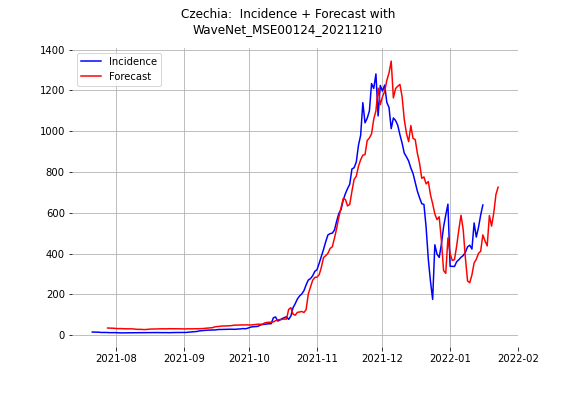 Czechia:  Incidence + Forecast with
WaveNet_MSE00124_20211210
Incidence
Forecast
1400
1200
1000
800
600
400
200
0
2021-08 2021-09 2021-10 2021-11 2021-12 2022-01 2022-02